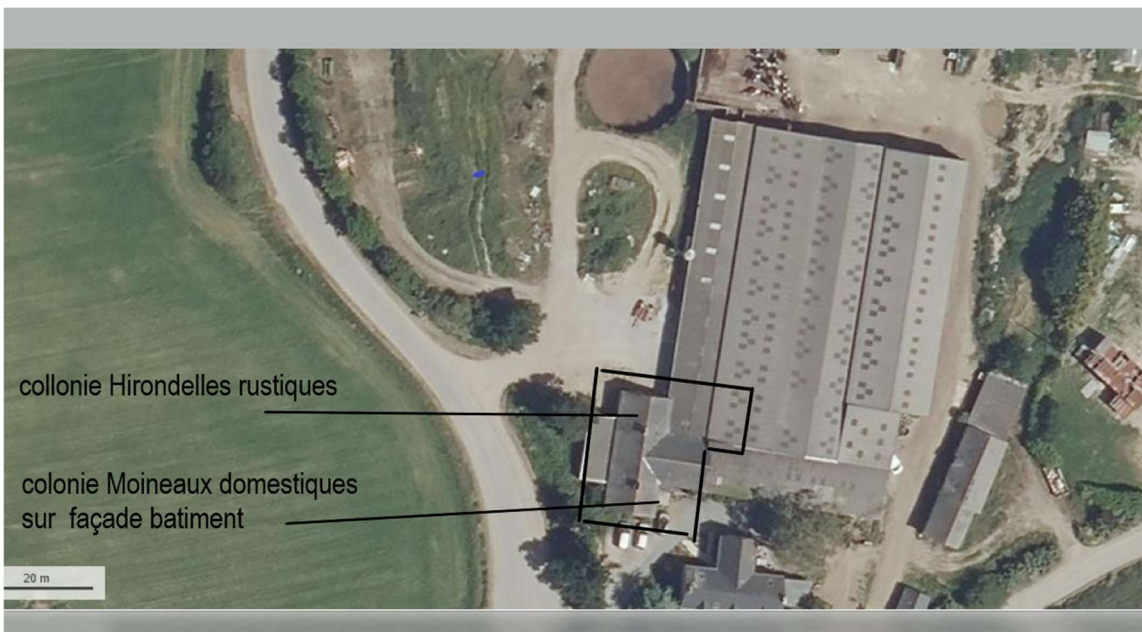 collonie Hirondelles rustiques
colonie Moineaux domestiques
sur façade batiment
20 m